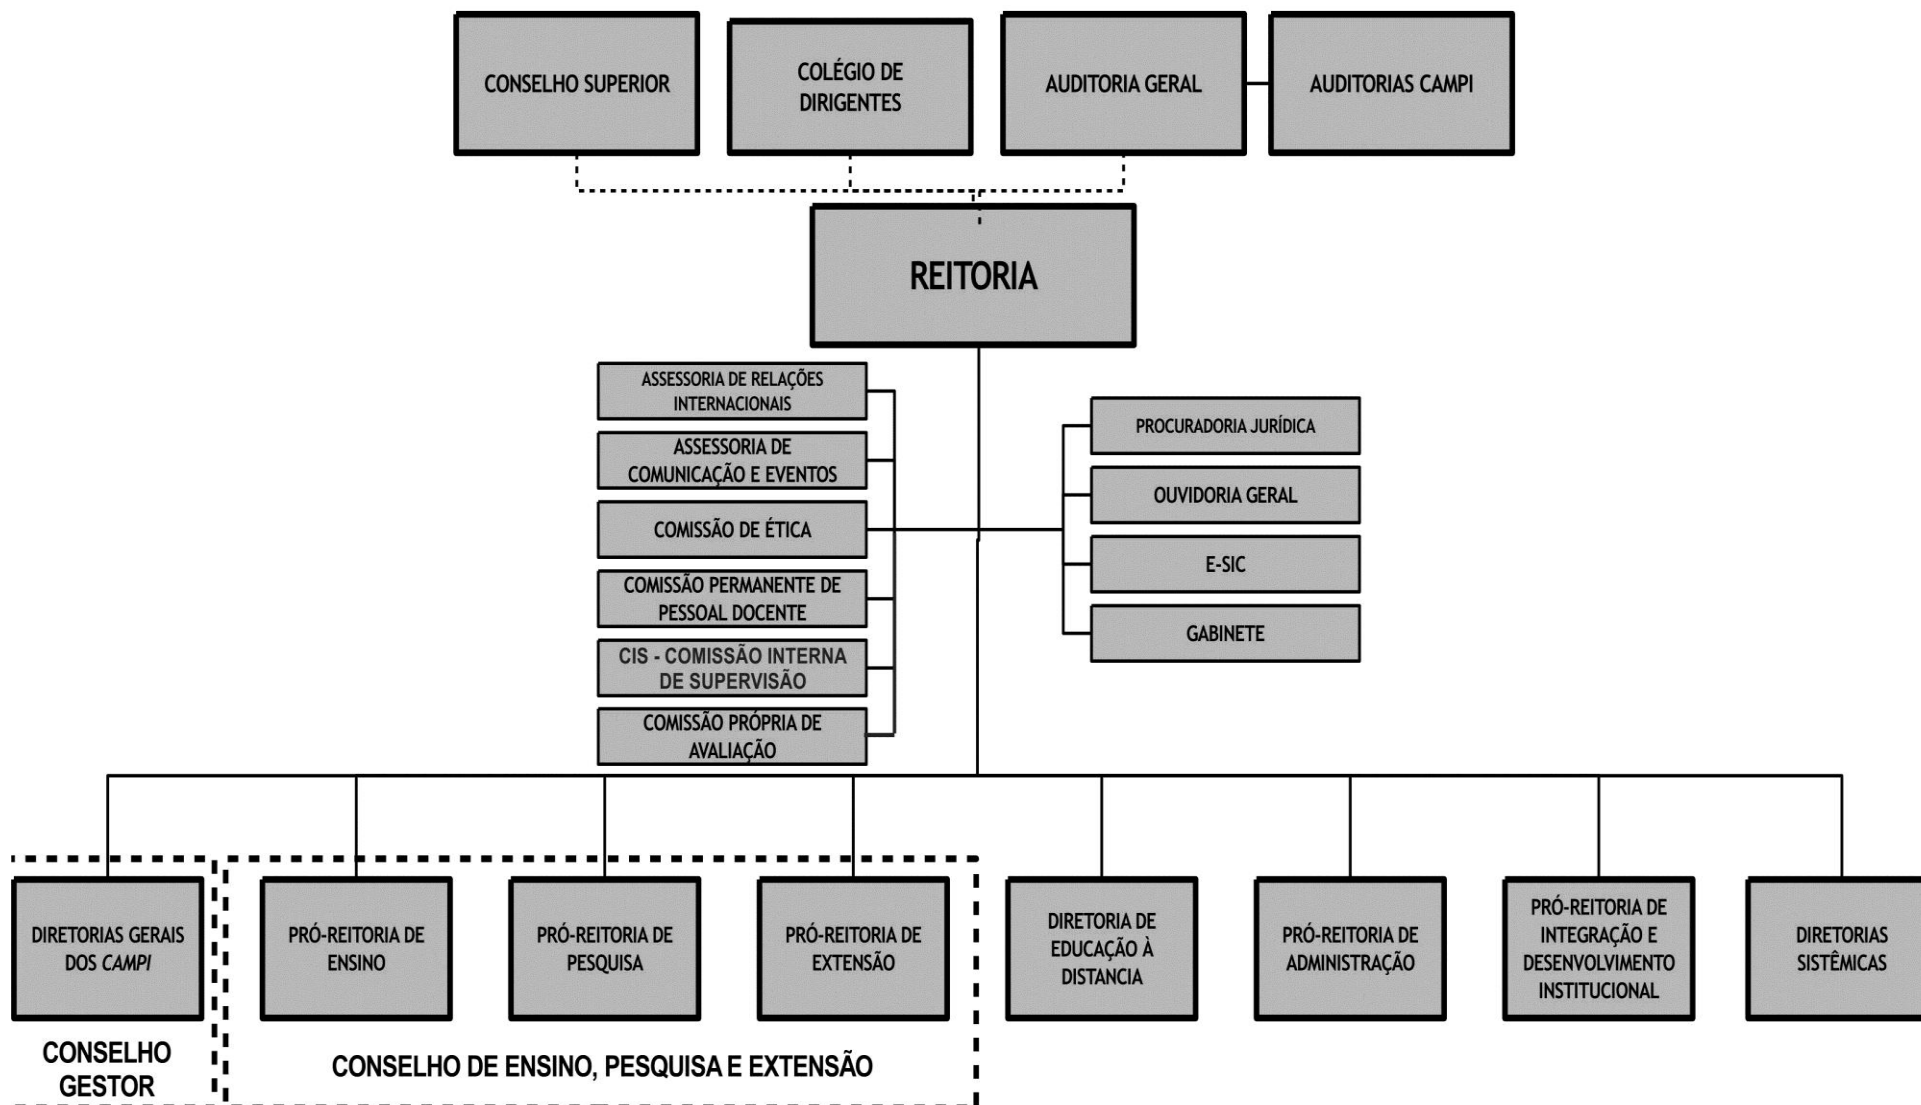 CONSELHO SUPERIOR
COLÉGIO DE
DIRIGENTES
AUDITORIA GERAL
AUDITORIAS CAMPI
REITORIA
ASSESSORIA DE RELAÇÕES
INTERNACIONAIS
ASSESSORIA DE
COMUNICAÇÃO E EVENTOS
COMISSÃO DE ÉTICA
COMISSÃO PERMANENTE DE
PESSOAL DOCENTE
CIS - COMISSÃO INTERNA
DE SUPERVISÃO
COMISSÃO PRÓPRIA DE
AVALIAÇÃO
PROCURADORIA JURÍDICA
OUVIDORIA GERAL
E-SIC
GABINETE
DIRETORIAS GERAIS
DOS CAMPI
PRÓ-REITORIA DE
ENSINO
PRÓ-REITORIA DE
PESQUISA
PRÓ-REITORIA DE
EXTENSÃO
DIRETORIA DE
EDUCAÇÃO À
DISTANCIA
PRÓ-REITORIA DE
ADMINISTRAÇÃO
PRÓ-REITORIA DE
INTEGRAÇÃO E
DESENVOLVIMENTO
INSTITUCIONAL
DIRETORIAS
SISTÊMICAS
CONSELHO
GESTOR
CONSELHO DE ENSINO, PESQUISA E EXTENSÃO